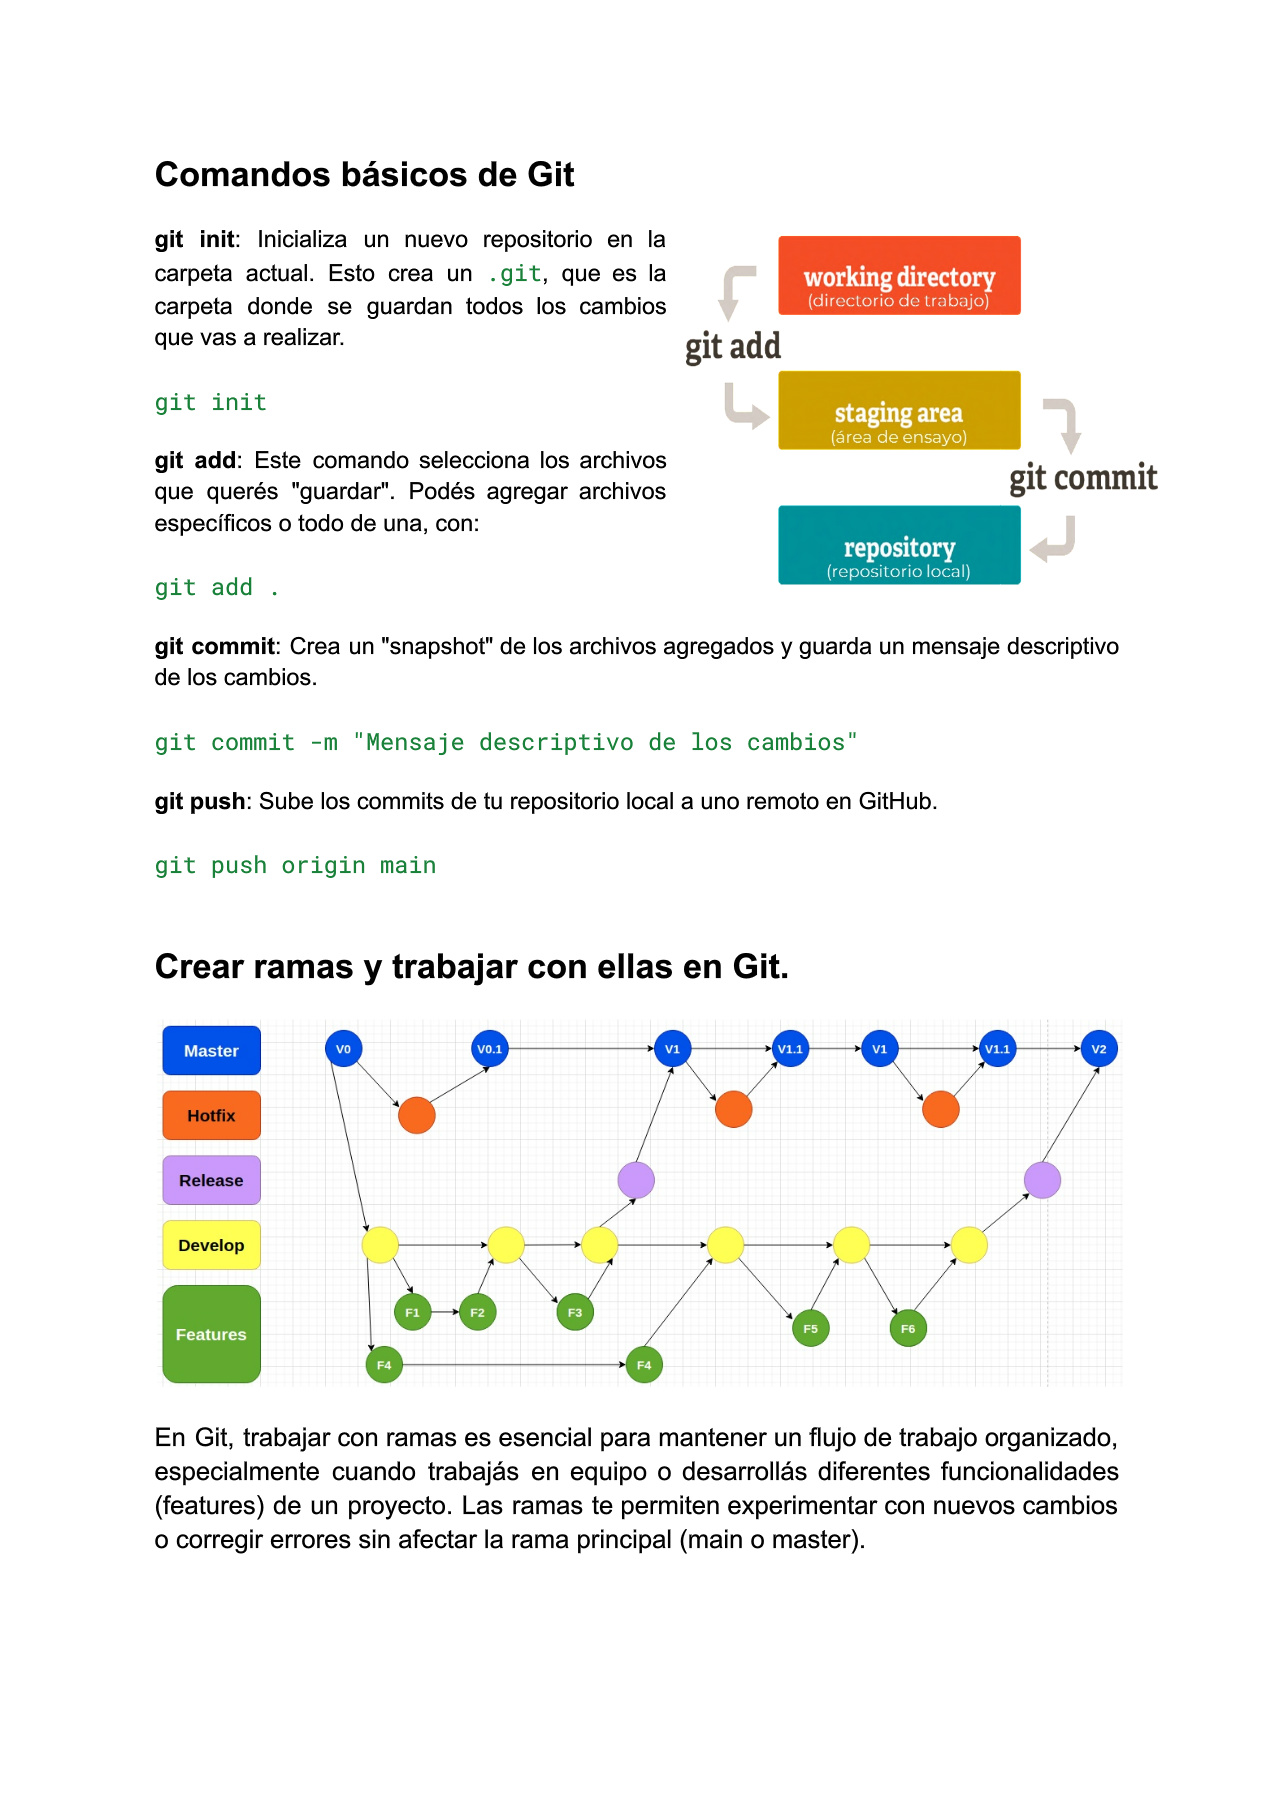 Comandos básicos de Git
git init: Inicializa un nuevo repositorio en la
carpeta actual. Esto crea un .git, que es la
carpeta donde se guardan todos los cambios
que vas a realizar.
git init
git add: Este comando selecciona los archivos
que querés "guardar". Podés agregar archivos
específicos o todo de una, con:
git add .
working directory
(directorio de trabajo)
git add
staging area
(área de ensayo)
git commit
repository
(repositorio local)
git commit: Crea un "snapshot" de los archivos agregados y guarda un mensaje descriptivo
de los cambios.
git commit -m "Mensaje descriptivo de los cambios"
git push: Sube los commits de tu repositorio local a uno remoto en GitHub.
git push origin main
Crear ramas y trabajar con ellas en Git.
Master V0 V0.1 V1 V1.1 V1 V1.1 V2
Hotfix
Release
Develop
F1 F2 F3
Features F5 F6
F4 F4
En Git, trabajar con ramas es esencial para mantener un flujo de trabajo organizado,
especialmente cuando trabajás en equipo o desarrollás diferentes funcionalidades
(features) de un proyecto. Las ramas te permiten experimentar con nuevos cambios
o corregir errores sin afectar la rama principal (main o master).